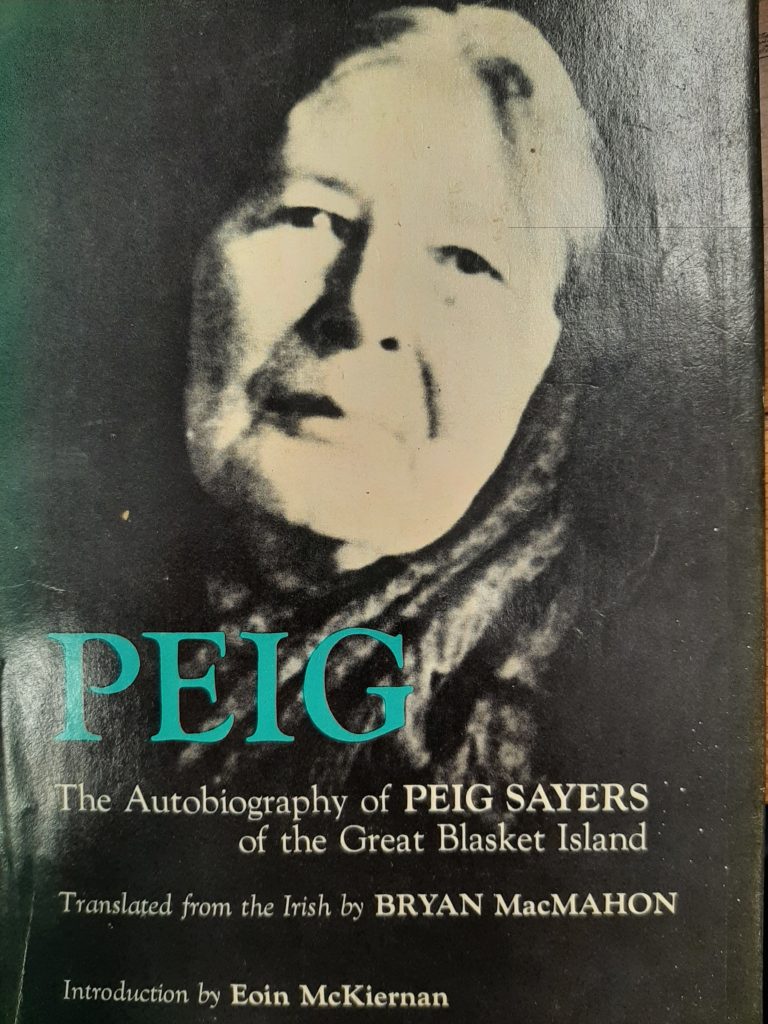 PEIG
The Autobiography of PEIG SAYERS
of the Great Blasket Island
Translated from the Irish by BRYAN MacMAHON
Introduction by Eoin McKiernan